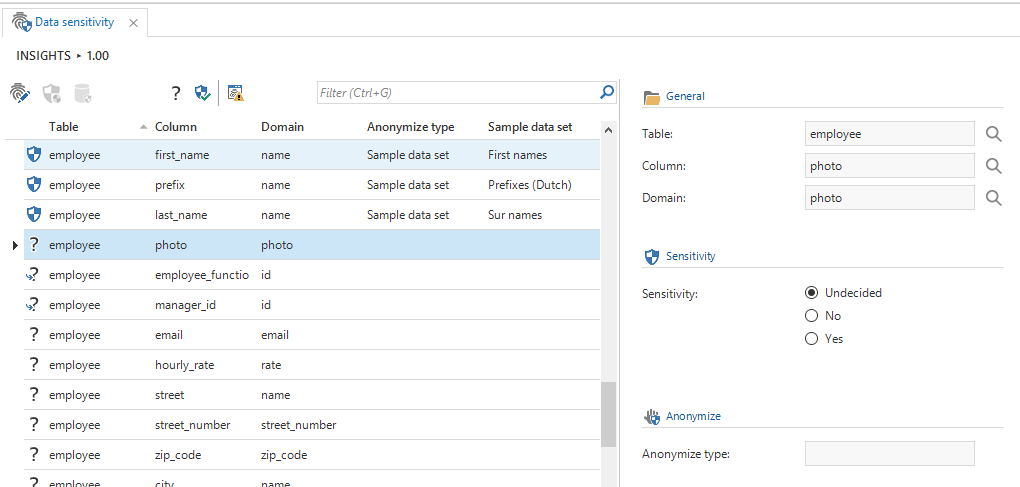 Data sensitivity
INSIGHTS ▸ 1.00
? Filter (Ctrl+G)
Table Column Domain Anonymize type Sample data set
employee first_name name Sample data set First names
employee prefix name Sample data set Prefixes (Dutch)
employee last_name name Sample data set Sur names
? employee photo photo
? employee employee_functio id
? employee manager_id id
? employee email email
? employee hourly_rate rate
? employee street name
? employee street_number street_number
? employee zip_code zip_code
employee city name
General
Table: employee
Column: photo
Domain: photo
Sensitivity
Sensitivity: Undecided
No
Yes
Anonymize
Anonymize type: